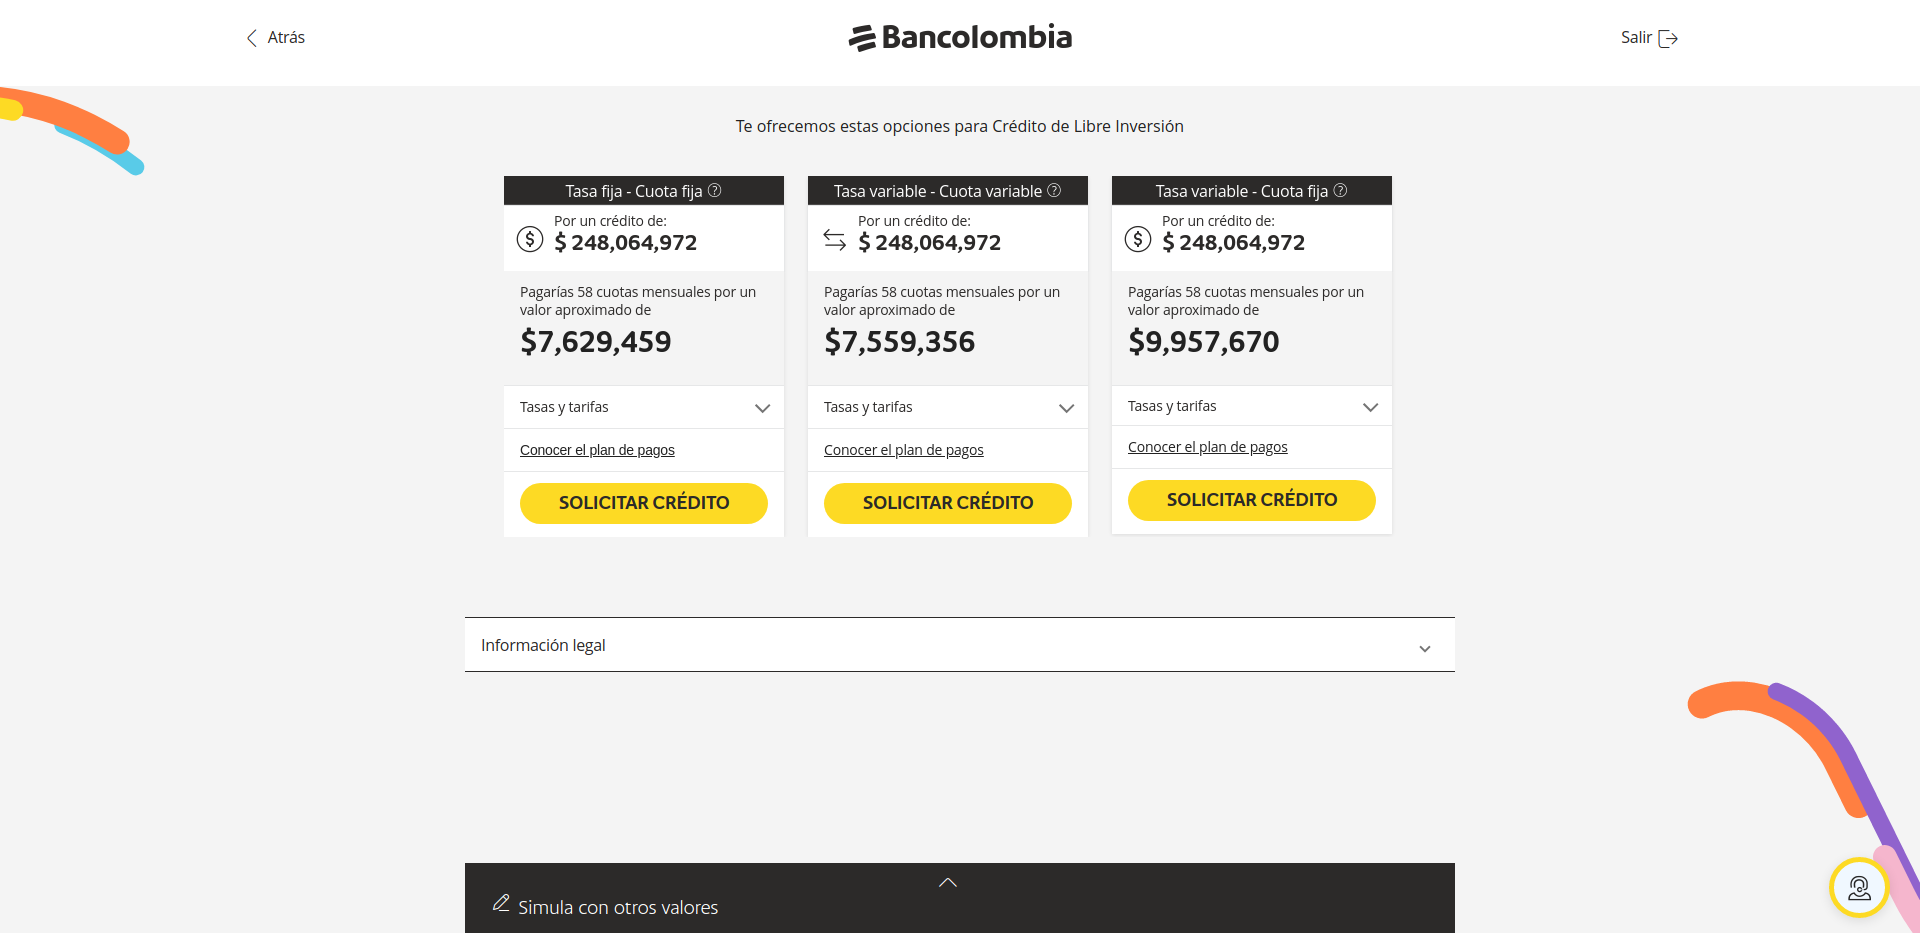 Atrás
Bancolombia
Salir
Te ofrecemos estas opciones para Crédito de Libre Inversión
Tasa fija - Cuota fija
Por un crédito de:
$ 248,064,972
Pagarías 58 cuotas mensuales por un
valor aproximado de
$7,629,459
Tasas y tarifas
Conocer el plan de pagos
SOLICITAR CRÉDITO
Tasa variable - Cuota variable
Por un crédito de:
$ 248,064,972
Pagarías 58 cuotas mensuales por un
valor aproximado de
$7,559,356
Tasas y tarifas
Conocer el plan de pagos
SOLICITAR CRÉDITO
Tasa variable - Cuota fija
Por un crédito de:
$ 248,064,972
Pagarías 58 cuotas mensuales por un
valor aproximado de
$9,957,670
Tasas y tarifas
Conocer el plan de pagos
SOLICITAR CRÉDITO
Información legal
Simula con otros valores